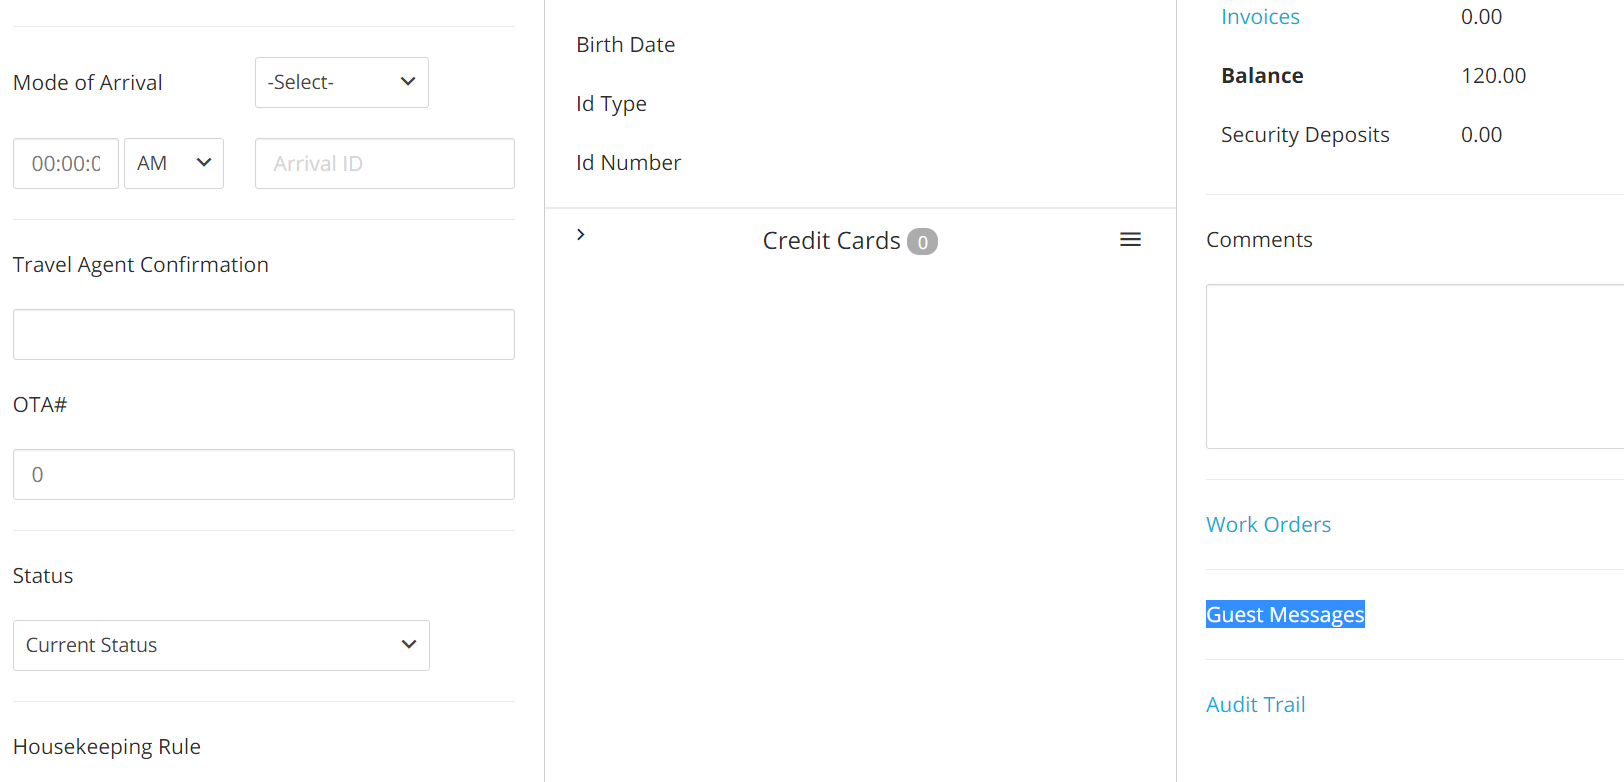 Mode of Arrival
-Select-
00:00:0
AM
Arrival ID
Travel Agent Confirmation
OTA#
0
Status
Current Status
Housekeeping Rule
Birth Date
Id Type
Id Number
Credit Cards 0
Invoices 0.00
Balance 120.00
Security Deposits 0.00
Comments
Work Orders
Guest Messages
Audit Trail